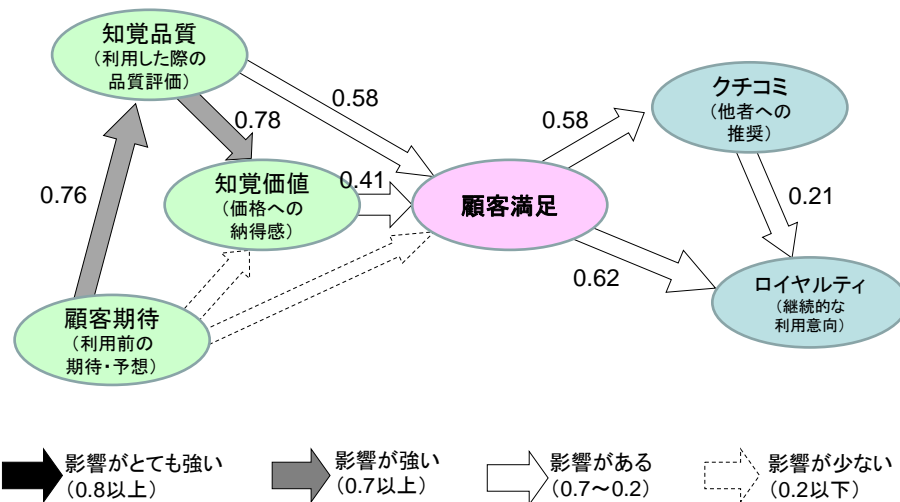 知覚品質
（利用した際の
品質評価）
0.58
0.78
0.76
知覚価値
（価格への
納得感）
0.41
顧客満足
0.58
クチコミ
（他者への
推奨）
0.21
0.62
ロイヤルティ
（継続的な
利用意向）
顧客期待
（利用前の
期待・予想）
影響がとても強い
（0.8以上）
影響が強い
（0.7以上）
影響がある
（0.7～0.2）
影響が少ない
（0.2以下）